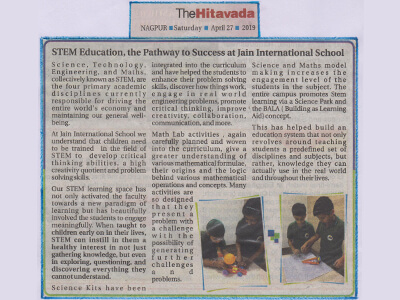 TheHitavada
NAGPUR ■ Saturday ■ April 27 ■ 2019
STEM Education, the Pathway to Success at Jain International School
Science, Technology,
Engineering, and Maths,
collectively known as STEM, are
the four primary academic
disciplines currently
responsible for driving the
entire world's economy and
maintaining our general well-
being.
At Jain International School we
understand that children need
to be trained in the field of
STEM to develop critical
thinking abilities, a high
creativity quotient and problem
solving skills.
Our STEM learning space has
not only activated the faculty
towards a new paradigm of
learning but has beautifully
involved the students to engage
meaningfully. When taught to
children early on in their lives,
STEM can instill in them a
healthy interest in not just
gathering knowledge, but even
in exploring, questioning, and
discovering everything they
cannot understand.
Science Kits have been
integrated into the curriculum
and have helped the students to
enhance their problem solving
skills, discover how things work,
engage in real world
engineering problems, promote
critical thinking, improve
creativity, collaboration,
communication, and more.
Math Lab activities, again
carefully planned and woven
into the curriculum, give a
greater understanding of
various mathematical formulae,
their origins and the logic
behind various mathematical
operations and concepts. Many
activities are
so designed
that they
present a
problem with
a challenge
with the
possibility of
generating
further
challenges
and
problems.
Science and Maths model
making increases the
engagement level of the
students in the subject. The
entire campus promotes Stem
learning via a Science Park and
the BALA ( Building as Learning
Aid) concept.
This has helped build an
education system that not only
revolves around teaching
students a predefined set of
disciplines and subjects, but
rather, knowledge they can
actually use in the real world
and throughout their lives.